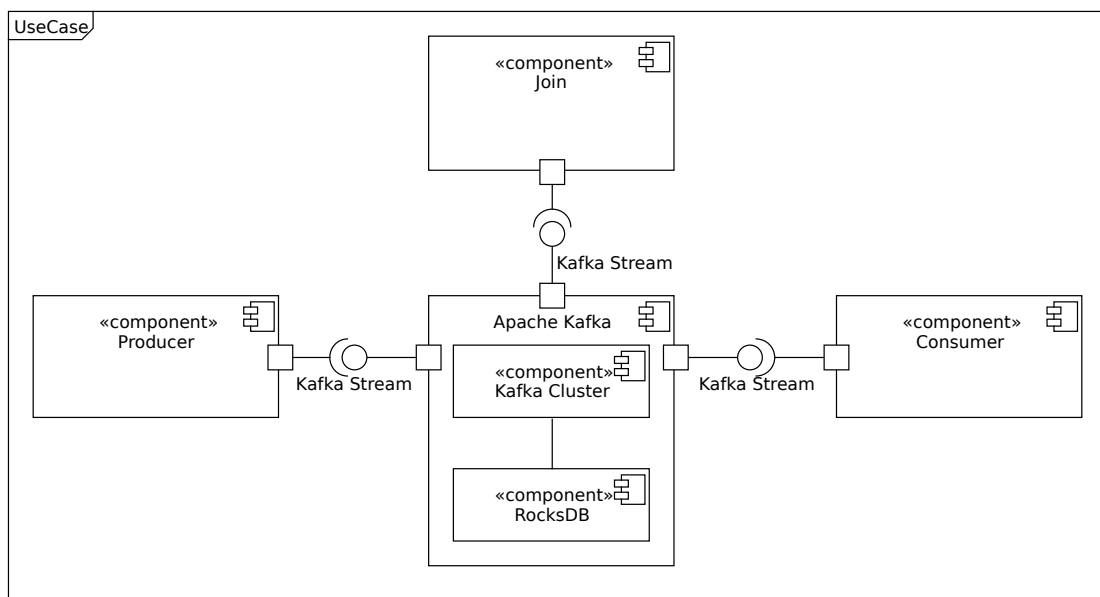 UseCase
«component»
Join
Kafka Stream
«component»
Producer
Kafka Stream
Apache Kafka
«component»
Kafka Cluster
«component»
RocksDB
Kafka Stream
«component»
Consumer